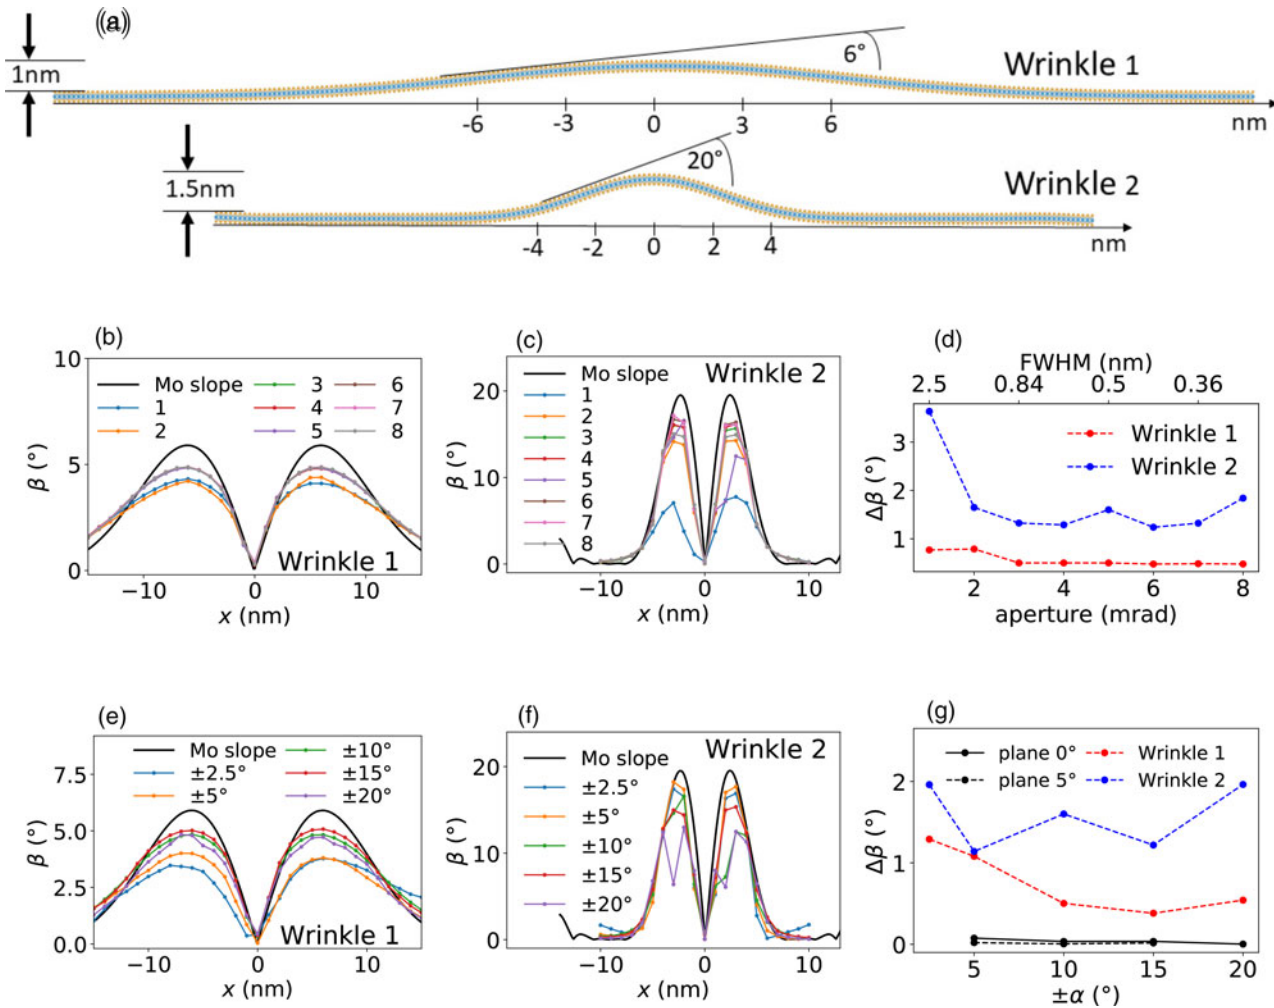 (a)
1nm
6°
Wrinkle 1
-6 -3 0 3 6 nm
1.5nm
20°
Wrinkle 2
-4 -2 0 2 4 nm
(b)
10
5
0
β (°)
Mo slope
1
2
3
4
5
6
7
8
Wrinkle 1
−10 0 10
x (nm)
(c)
20
10
0
β (°)
Mo slope
1
2
3
4
5
6
7
8
Wrinkle 2
−10 0 10
x (nm)
(d)
FWHM (nm)
2.5 0.84 0.5 0.36
3
2
1
Δβ (°)
Wrinkle 1
Wrinkle 2
2 4 6 8
aperture (mrad)
(e)
7.5
5.0
2.5
0.0
β (°)
Mo slope
±2.5°
±5°
±10°
±15°
±20°
Wrinkle 1
−10 0 10
x (nm)
(f)
20
10
0
β (°)
Mo slope
±2.5°
±5°
±10°
±15°
±20°
Wrinkle 2
−10 0 10
x (nm)
(g)
2
1
0
Δβ (°)
plane 0°
plane 5°
Wrinkle 1
Wrinkle 2
5 10 15 20
±α (°)